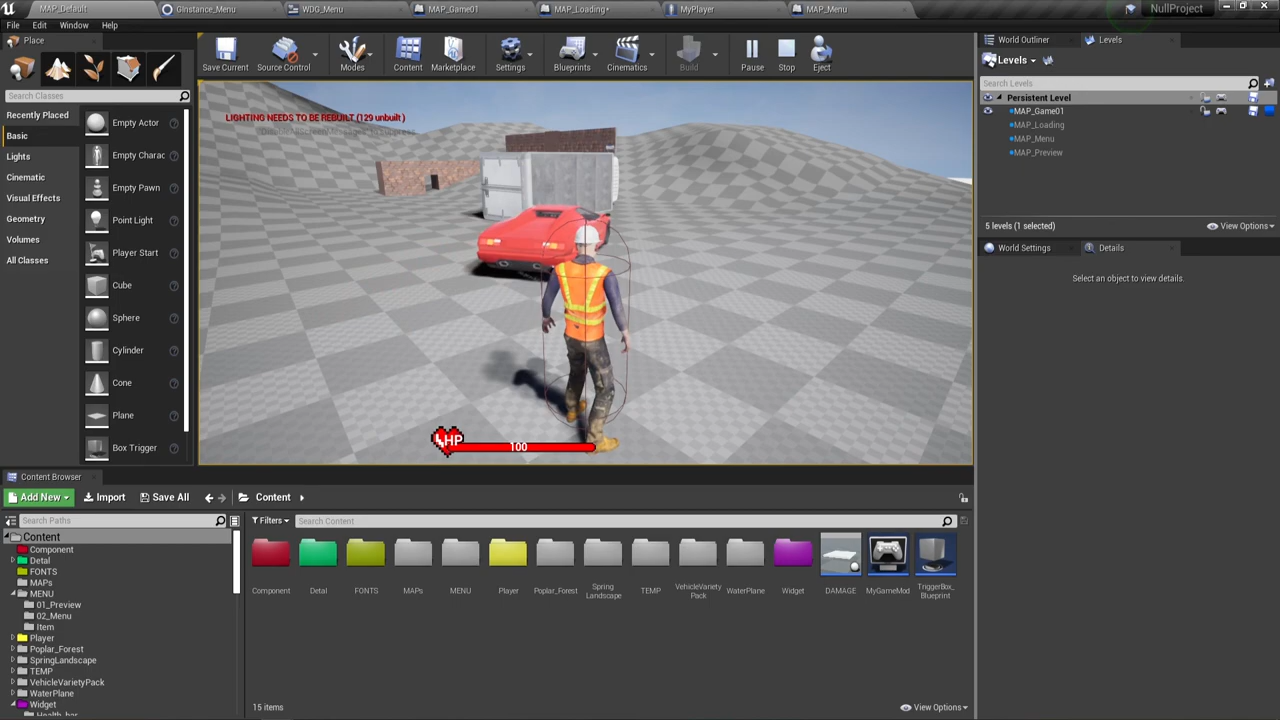 MAP_Default
GInstance_Menu
WDG_Menu
MAP_Game01
MAP_Loading•
MyPlayer
MAP_Menu
NullProject
File Edit Window Help
Place
Search Classes
Recently Placed
Basic
Lights
Cinematic
Visual Effects
Geometry
Volumes
All Classes
Empty Actor
Empty Charac
Empty Pawn
Point Light
Player Start
Cube
Sphere
Cylinder
Cone
Plane
Box Trigger
Save Current
Source Control
Modes
Content
Marketplace
Settings
Blueprints
Cinematics
Build
Pause
Stop
Eject
LIGHTING NEEDS TO BE REBUILT (129 unbuilt)
'DisableAllScreenMessages' to suppress
HP
100
World Outliner
Levels
Levels
Search Levels
Persistent Level
MAP_Game01
MAP_Loading
MAP_Menu
MAP_Preview
5 levels (1 selected)
View Options
World Settings
Details
Select an object to view details.
Content Browser
Add New
Import
Save All
Content
Search Paths
Filters
Search Content
Content
Component
Detal
FONTS
MAPs
MENU
01_Preview
02_Menu
Item
Player
Poplar_Forest
SpringLandscape
TEMP
VehicleVarietyPack
WaterPlane
Widget
Health_bar
Component
Detal
FONTS
MAPs
MENU
Player
Poplar_Forest
Spring
Landscape
TEMP
VehicleVariety
Pack
WaterPlane
Widget
DAMAGE
MyGameMod
TriggerBox_
Blueprint
15 items
View Options